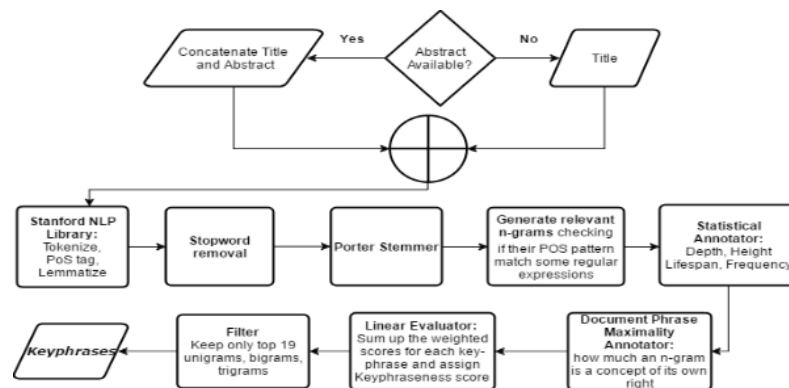 Yes
No
Concatenate Title
and Abstract
Abstract
Available?
Title
Stanford NLP
Library:
Tokenize,
PoS tag,
Lemmatize
Stopword
removal
Porter Stemmer
Generate relevant
n-grams checking
if their POS pattern
match some regular
expressions
Statistical
Annotator:
Depth, Height
Lifespan, Frequency
Keyphrases
Filter
Keep only top 19
unigrams, bigrams,
trigrams
Linear Evaluator:
Sum up the weighted
scores for each key-
phrase and assign
Keyphraseness score
Document Phrase
Maximality
Annotator:
how much an n-gram
is a concept of its own
right